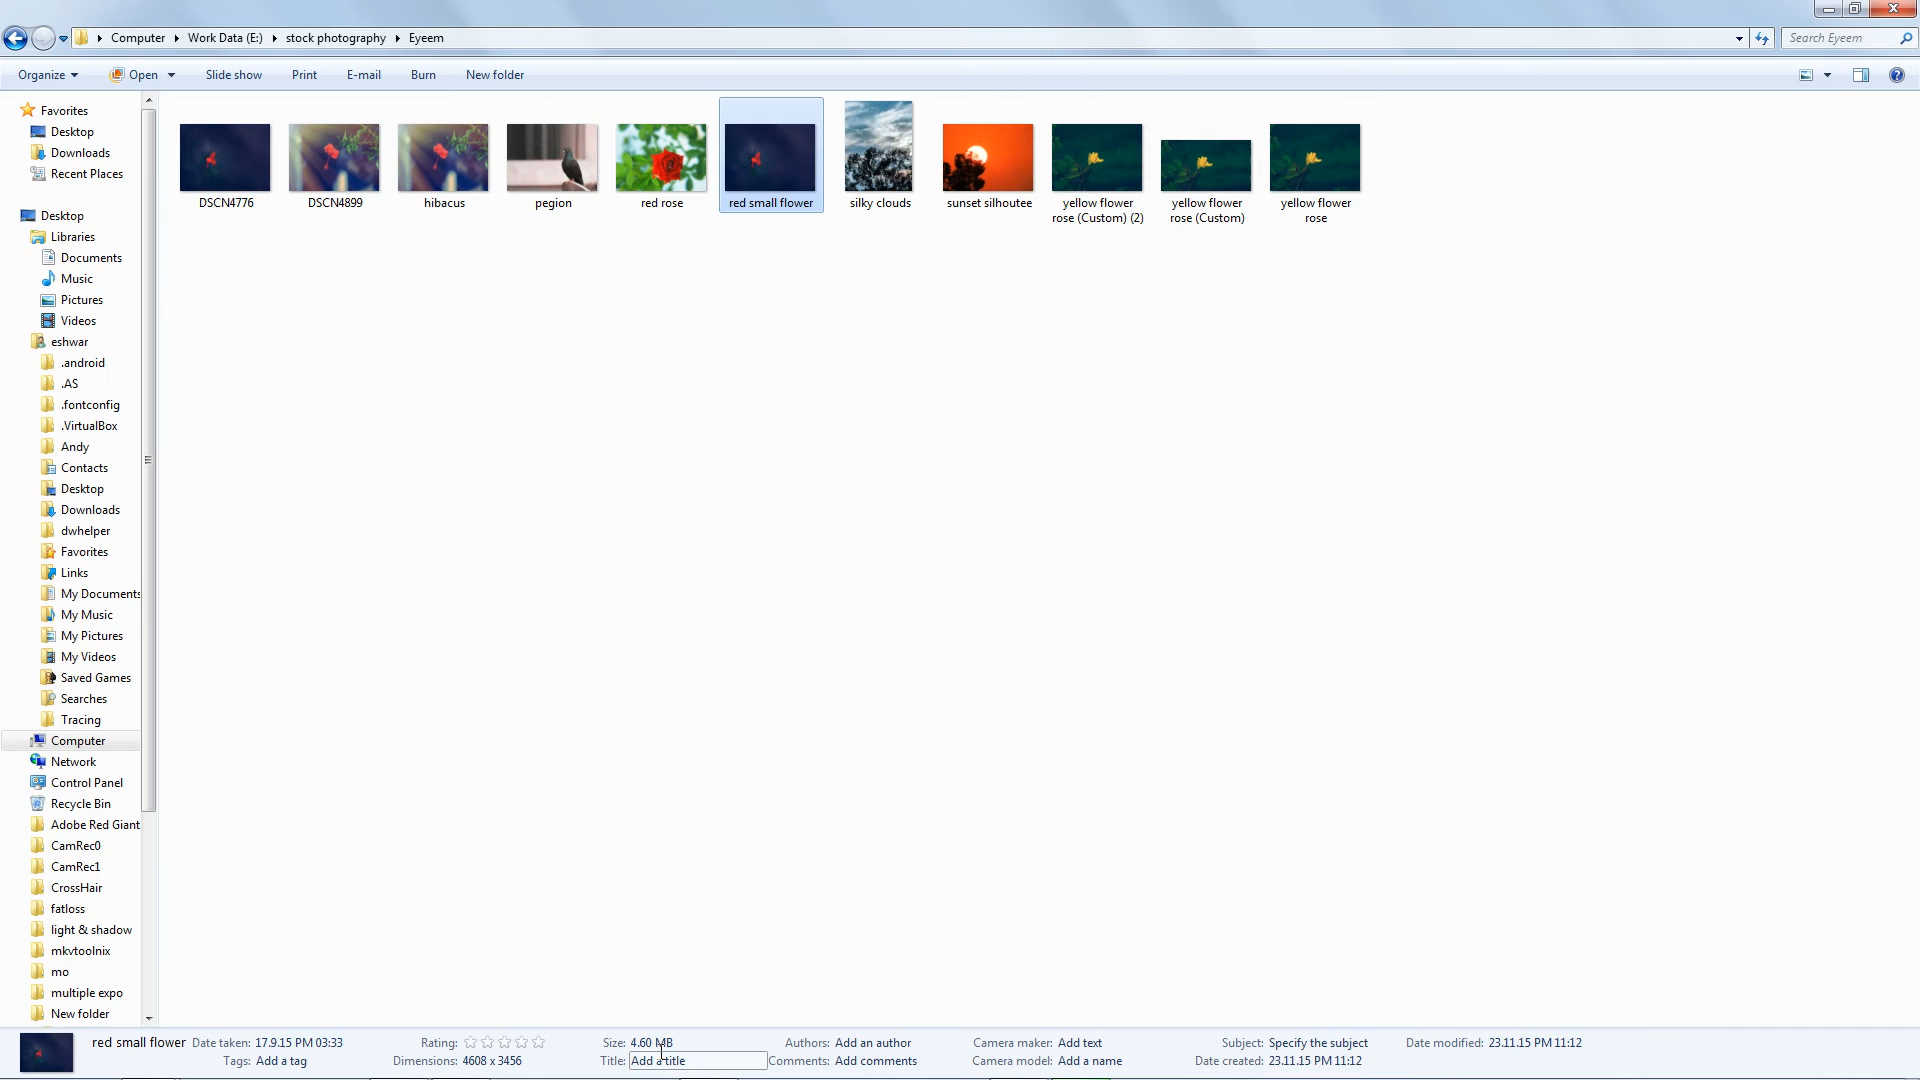 Computer Work Data (E:) stock photography Eyeem
Search Eyeem
Organize Open Slide show Print E-mail Burn New folder
Favorites
Desktop
Downloads
Recent Places
Desktop
Libraries
Documents
Music
Pictures
Videos
eshwar
.android
.AS
.fontconfig
.VirtualBox
Andy
Contacts
Desktop
Downloads
dwhelper
Favorites
Links
My Documents
My Music
My Pictures
My Videos
Saved Games
Searches
Tracing
Computer
Network
Control Panel
Recycle Bin
Adobe Red Giant
CamRec0
CamRec1
CrossHair
fatloss
light & shadow
mkvtoolnix
mo
multiple expo
New folder
DSCN4776
DSCN4899
hibacus
pegion
red rose
red small flower
silky clouds
sunset silhoutee
yellow flower
rose (Custom) (2)
yellow flower
rose (Custom)
yellow flower
rose
red small flower Date taken: 17.9.15 PM 03:33 Rating: Size: 4.60 MB Authors: Add an author Camera maker: Add text Subject: Specify the subject Date modified: 23.11.15 PM 11:12
Tags: Add a tag Dimensions: 4608 x 3456 Title: Add a title Comments: Add comments Camera model: Add a name Date created: 23.11.15 PM 11:12